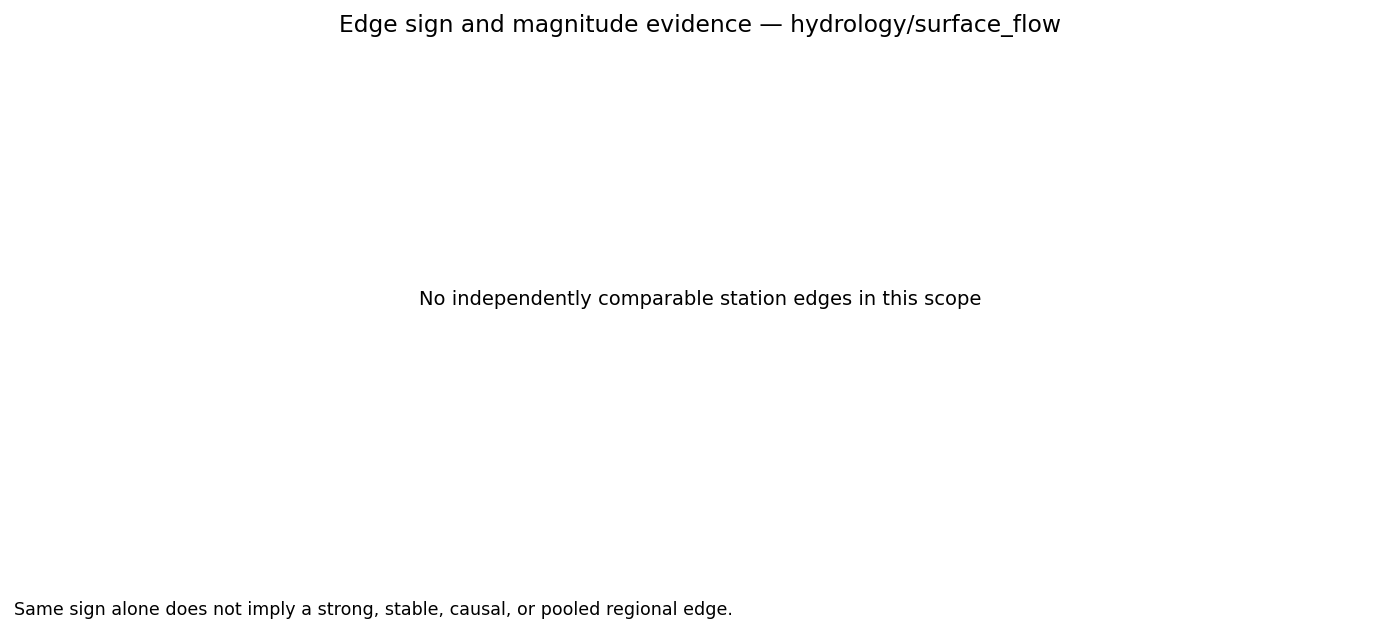 Edge sign and magnitude evidence — hydrology/surface_flow
No independently comparable station edges in this scope
Same sign alone does not imply a strong, stable, causal, or pooled regional edge.